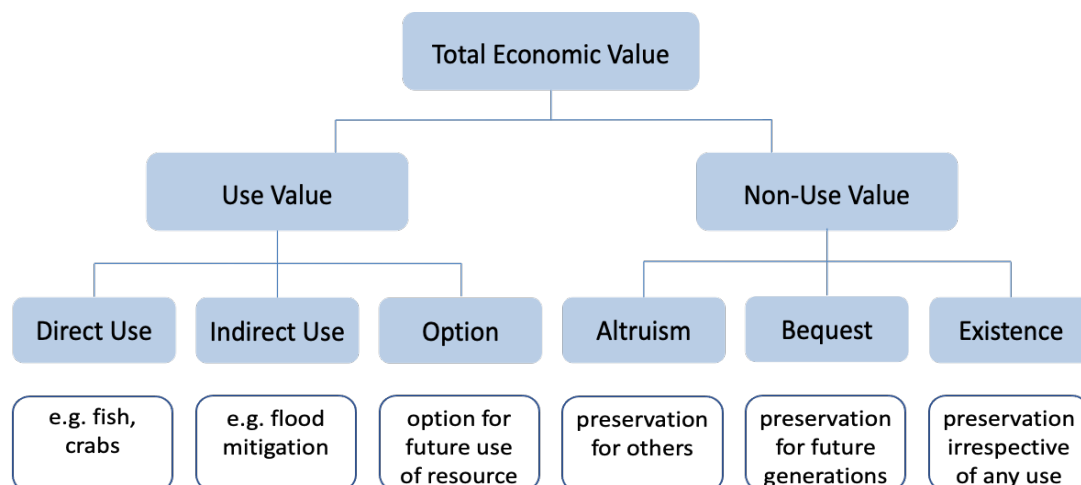 Total Economic Value
Use Value
Non-Use Value
Direct Use
Indirect Use
Option
Altruism
Bequest
Existence
e.g. fish,
crabs
e.g. flood
mitigation
option for
future use
of resource
preservation
for others
preservation
for future
generations
preservation
irrespective
of any use